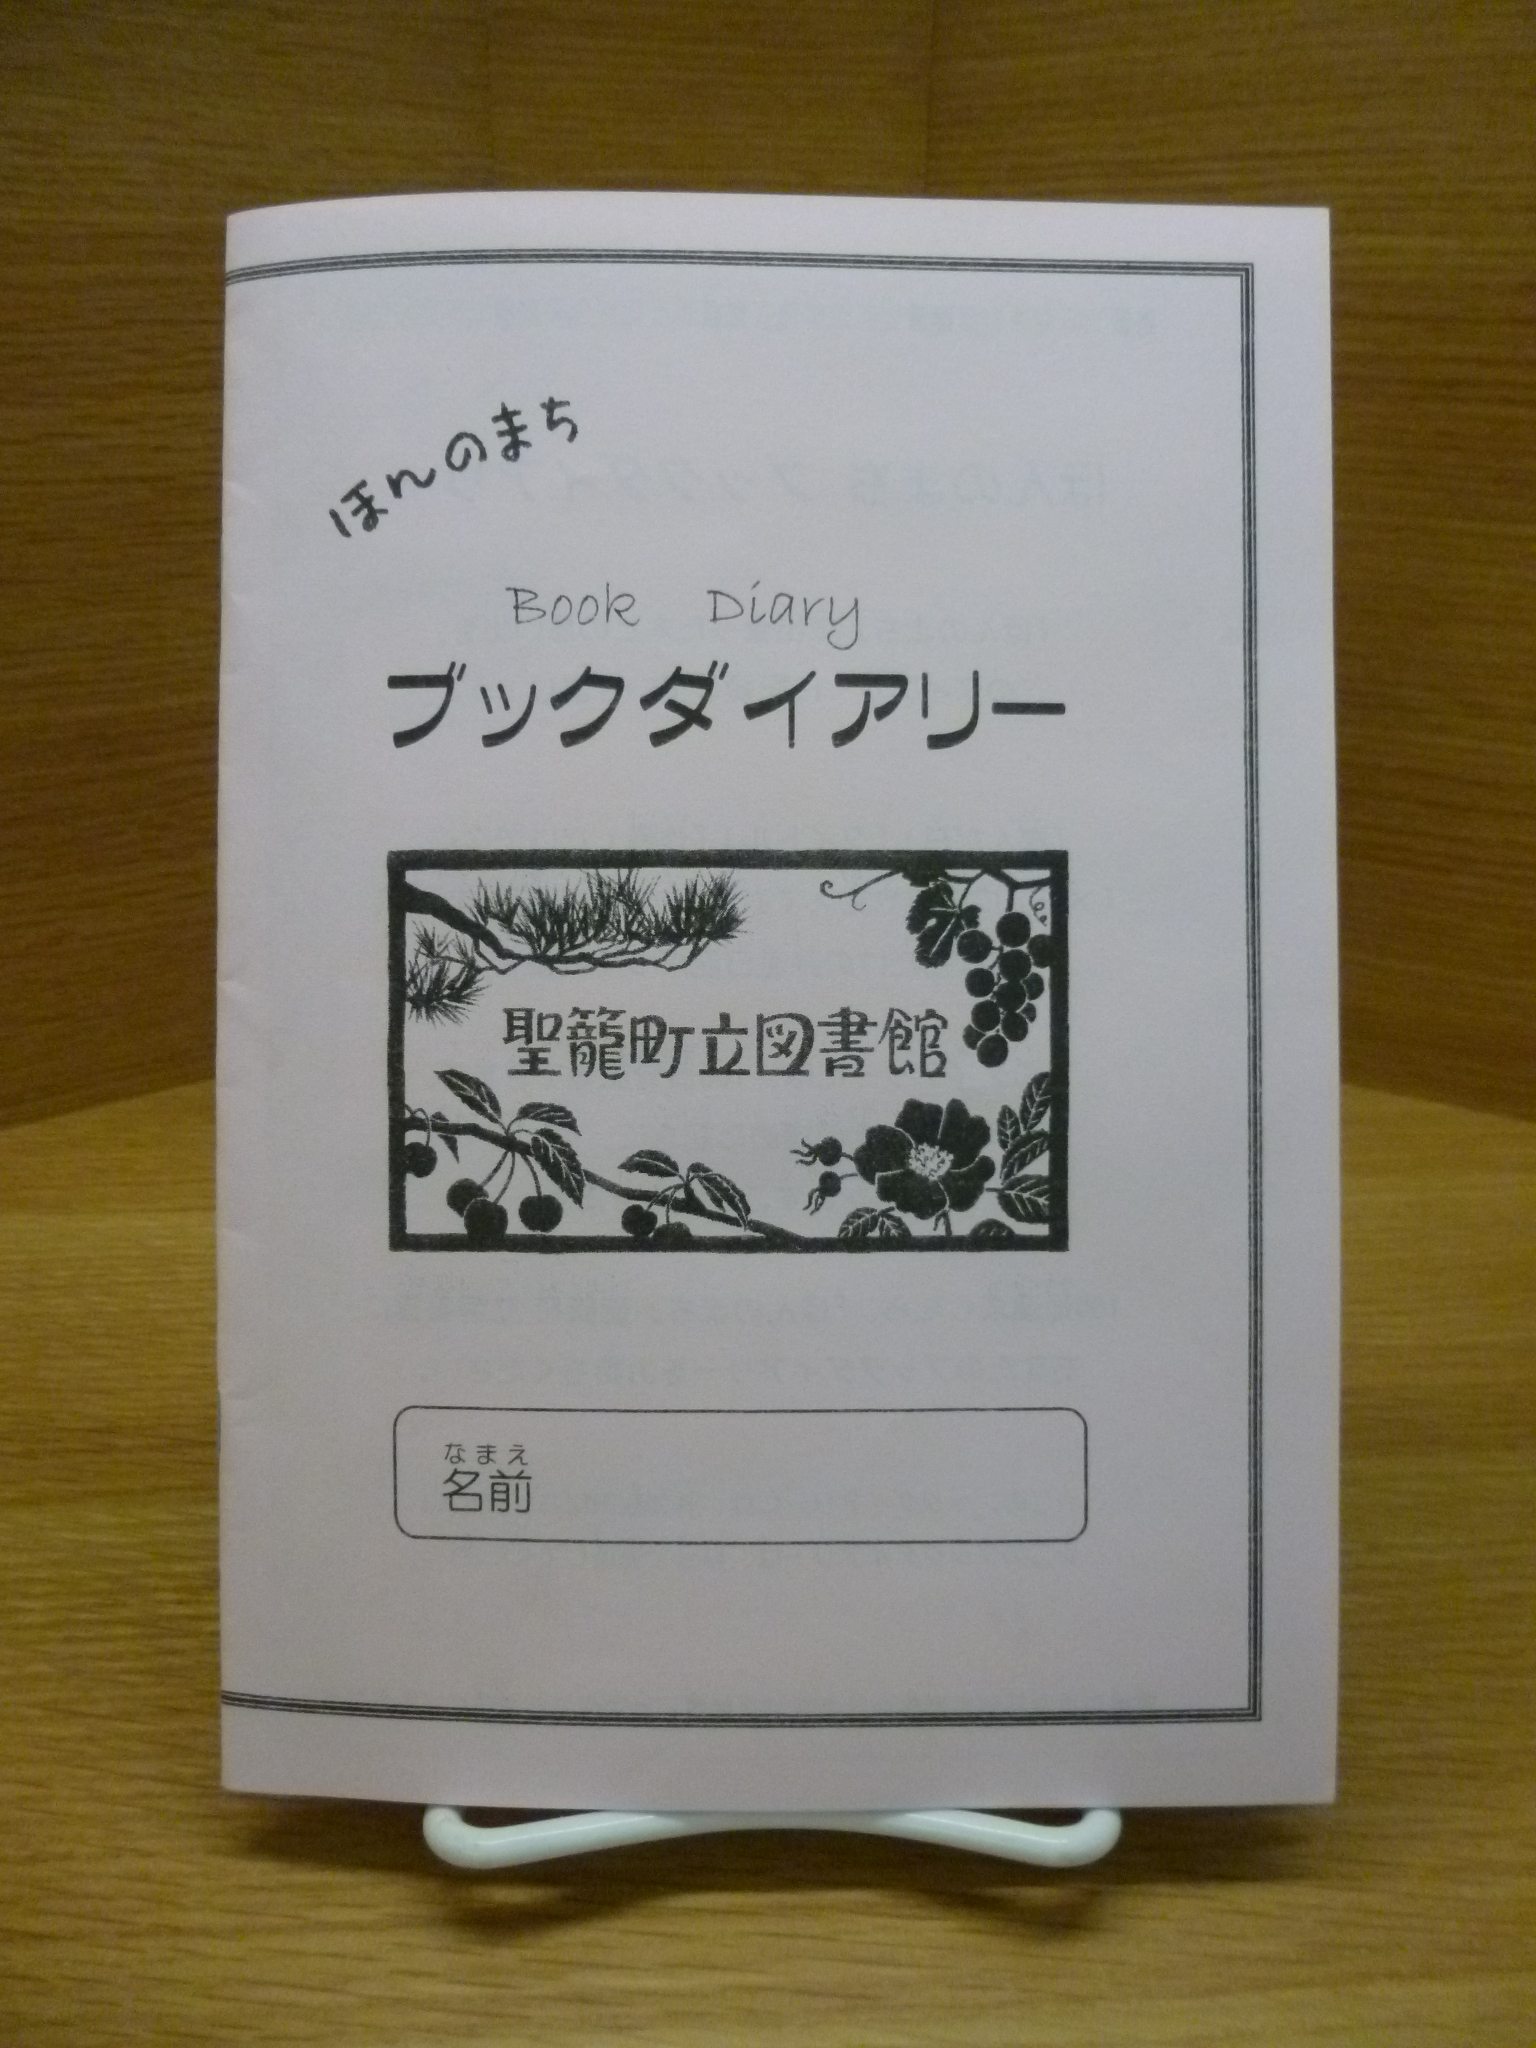 ほんのまち
Book Diary
ブックダイアリー
聖籠町立図書館
なまえ
名前